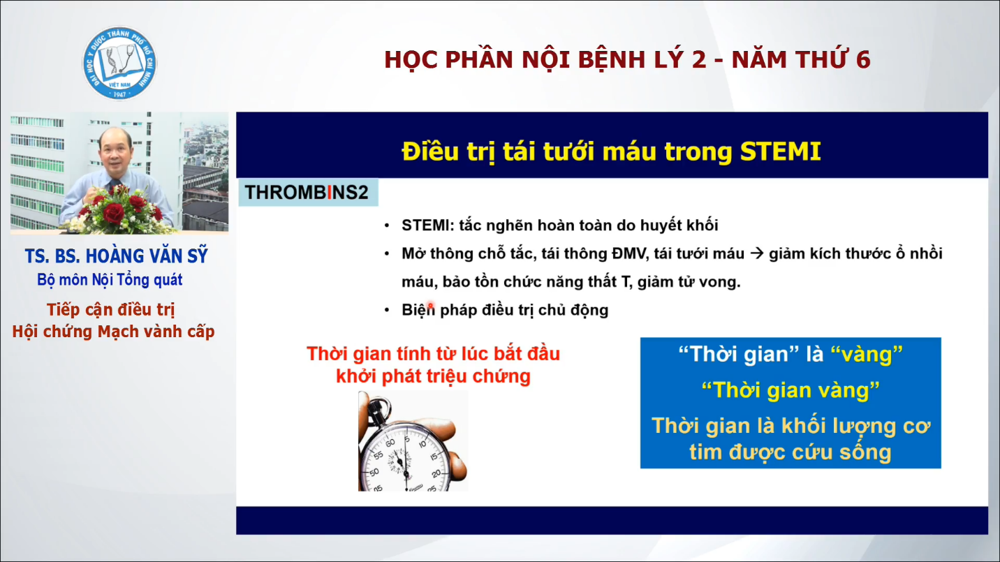 ĐẠI HỌC Y DƯỢC THÀNH PHỐ HỒ CHÍ MINH
VIỆT NAM
1947
HỌC PHẦN NỘI BỆNH LÝ 2 - NĂM THỨ 6
TS. BS. HOÀNG VĂN SỸ
Bộ môn Nội Tổng quát
Tiếp cận điều trị
Hội chứng Mạch vành cấp
Điều trị tái tưới máu trong STEMI
THROMBINS2
• STEMI: tắc nghẽn hoàn toàn do huyết khối
• Mở thông chỗ tắc, tái thông ĐMV, tái tưới máu → giảm kích thước ổ nhồi
máu, bảo tồn chức năng thất T, giảm tử vong.
• Biện pháp điều trị chủ động
Thời gian tính từ lúc bắt đầu
khởi phát triệu chứng
60 5 10
55 15
50 20
“Thời gian” là “vàng”
“Thời gian vàng”
Thời gian là khối lượng cơ
tim được cứu sống